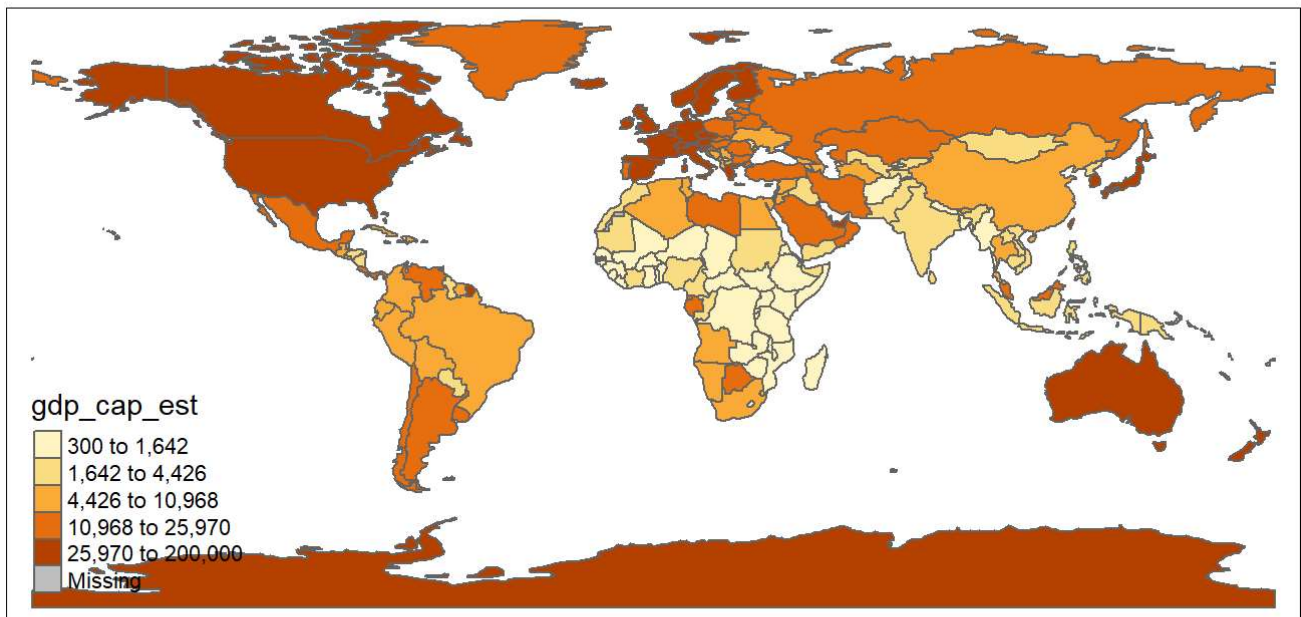 gdp_cap_est
300 to 1,642
1,642 to 4,426
4,426 to 10,968
10,968 to 25,970
25,970 to 200,000
Missing